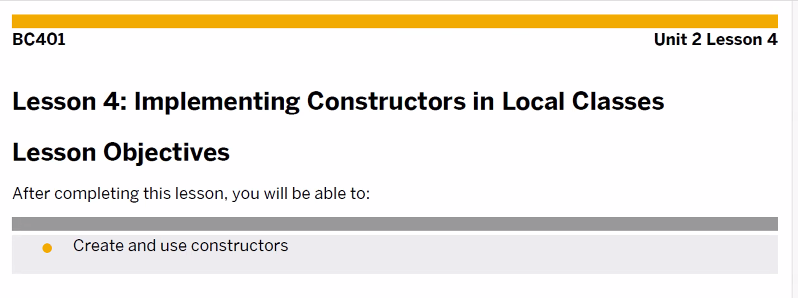 BC401 Unit 2 Lesson 4
Lesson 4: Implementing Constructors in Local Classes
Lesson Objectives
After completing this lesson, you will be able to:
Create and use constructors